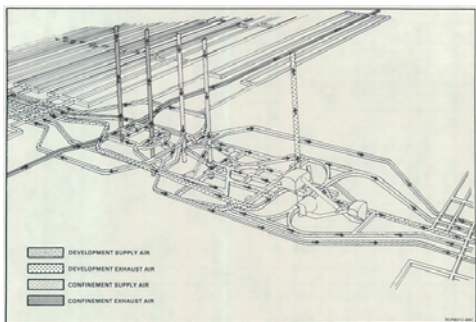 DEVELOPMENT SUPPLY AIR
DEVELOPMENT EXHAUST AIR
CONFINEMENT SUPPLY AIR
CONFINEMENT EXHAUST AIR